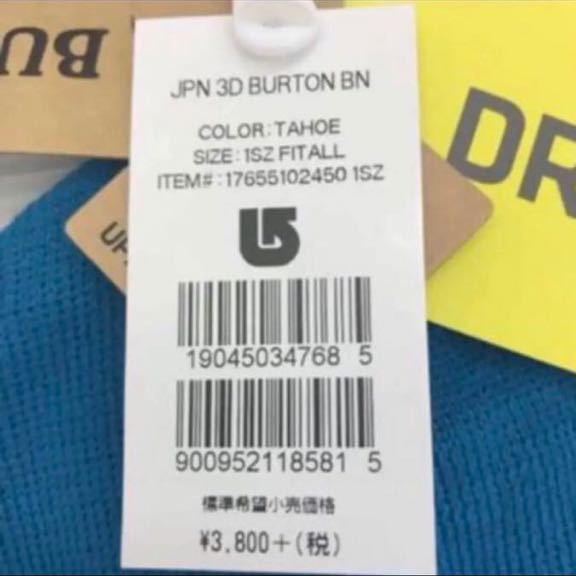 BU
JPN 3D BURTON BN
COLOR: TAHOE
SIZE: 1SZ FITALL
ITEM#: 17655102450 1SZ
19045034768 5
900952118581 5
標準希望小売価格
¥3,800+(税)
DR
UP